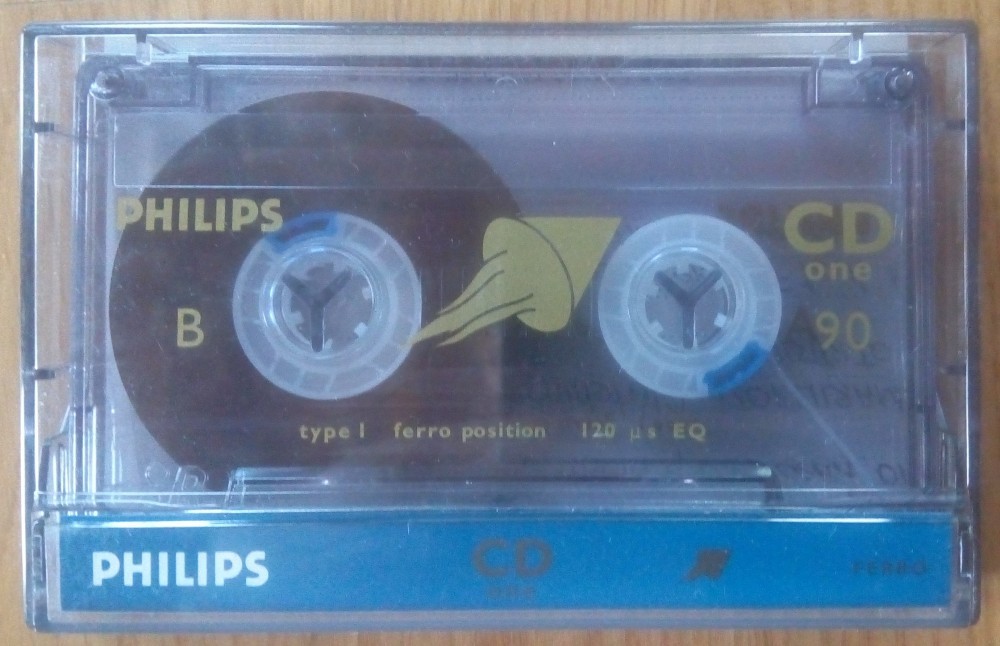 PHILIPS
CD
one
B
90
type I ferro position 120 µs EQ
PHILIPS
CD
one
FERRO